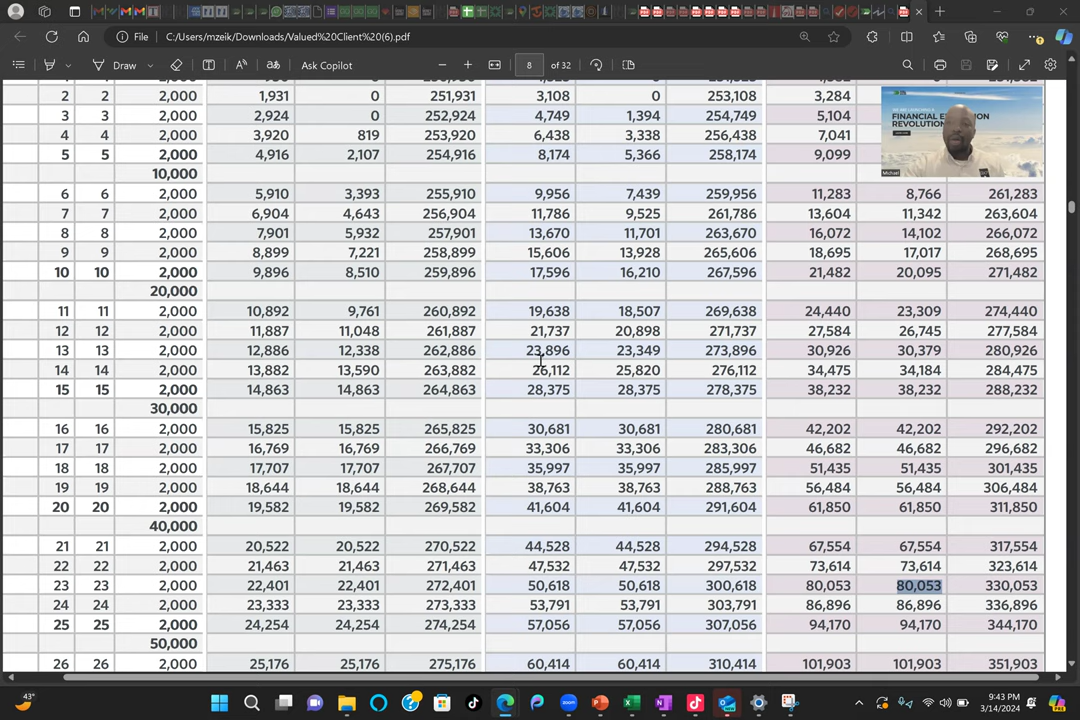 File C:/Users/mzeik/Downloads/Valued%20Client%20(6).pdf
Draw Ask Copilot 8 of 32
2 2 2,000 1,931 0 251,931 3,108 0 253,108 3,284
3 3 2,000 2,924 0 252,924 4,749 1,394 254,749 5,104
4 4 2,000 3,920 819 253,920 6,438 3,338 256,438 7,041
5 5 2,000 4,916 2,107 254,916 8,174 5,366 258,174 9,099
10,000
6 6 2,000 5,910 3,393 255,910 9,956 7,439 259,956 11,283 8,766 261,283
7 7 2,000 6,904 4,643 256,904 11,786 9,525 261,786 13,604 11,342 263,604
8 8 2,000 7,901 5,932 257,901 13,670 11,701 263,670 16,072 14,102 266,072
9 9 2,000 8,899 7,221 258,899 15,606 13,928 265,606 18,695 17,017 268,695
10 10 2,000 9,896 8,510 259,896 17,596 16,210 267,596 21,482 20,095 271,482
20,000
11 11 2,000 10,892 9,761 260,892 19,638 18,507 269,638 24,440 23,309 274,440
12 12 2,000 11,887 11,048 261,887 21,737 20,898 271,737 27,584 26,745 277,584
13 13 2,000 12,886 12,338 262,886 23,896 23,349 273,896 30,926 30,379 280,926
14 14 2,000 13,882 13,590 263,882 26,112 25,820 276,112 34,475 34,184 284,475
15 15 2,000 14,863 14,863 264,863 28,375 28,375 278,375 38,232 38,232 288,232
30,000
16 16 2,000 15,825 15,825 265,825 30,681 30,681 280,681 42,202 42,202 292,202
17 17 2,000 16,769 16,769 266,769 33,306 33,306 283,306 46,682 46,682 296,682
18 18 2,000 17,707 17,707 267,707 35,997 35,997 285,997 51,435 51,435 301,435
19 19 2,000 18,644 18,644 268,644 38,763 38,763 288,763 56,484 56,484 306,484
20 20 2,000 19,582 19,582 269,582 41,604 41,604 291,604 61,850 61,850 311,850
40,000
21 21 2,000 20,522 20,522 270,522 44,528 44,528 294,528 67,554 67,554 317,554
22 22 2,000 21,463 21,463 271,463 47,532 47,532 297,532 73,614 73,614 323,614
23 23 2,000 22,401 22,401 272,401 50,618 50,618 300,618 80,053 80,053 330,053
24 24 2,000 23,333 23,333 273,333 53,791 53,791 303,791 86,896 86,896 336,896
25 25 2,000 24,254 24,254 274,254 57,056 57,056 307,056 94,170 94,170 344,170
50,000
26 26 2,000 25,176 25,176 275,176 60,414 60,414 310,414 101,903 101,903 351,903
FINANCIAL
REVOLUTION
Michael
43°
9:43 PM
3/14/2024